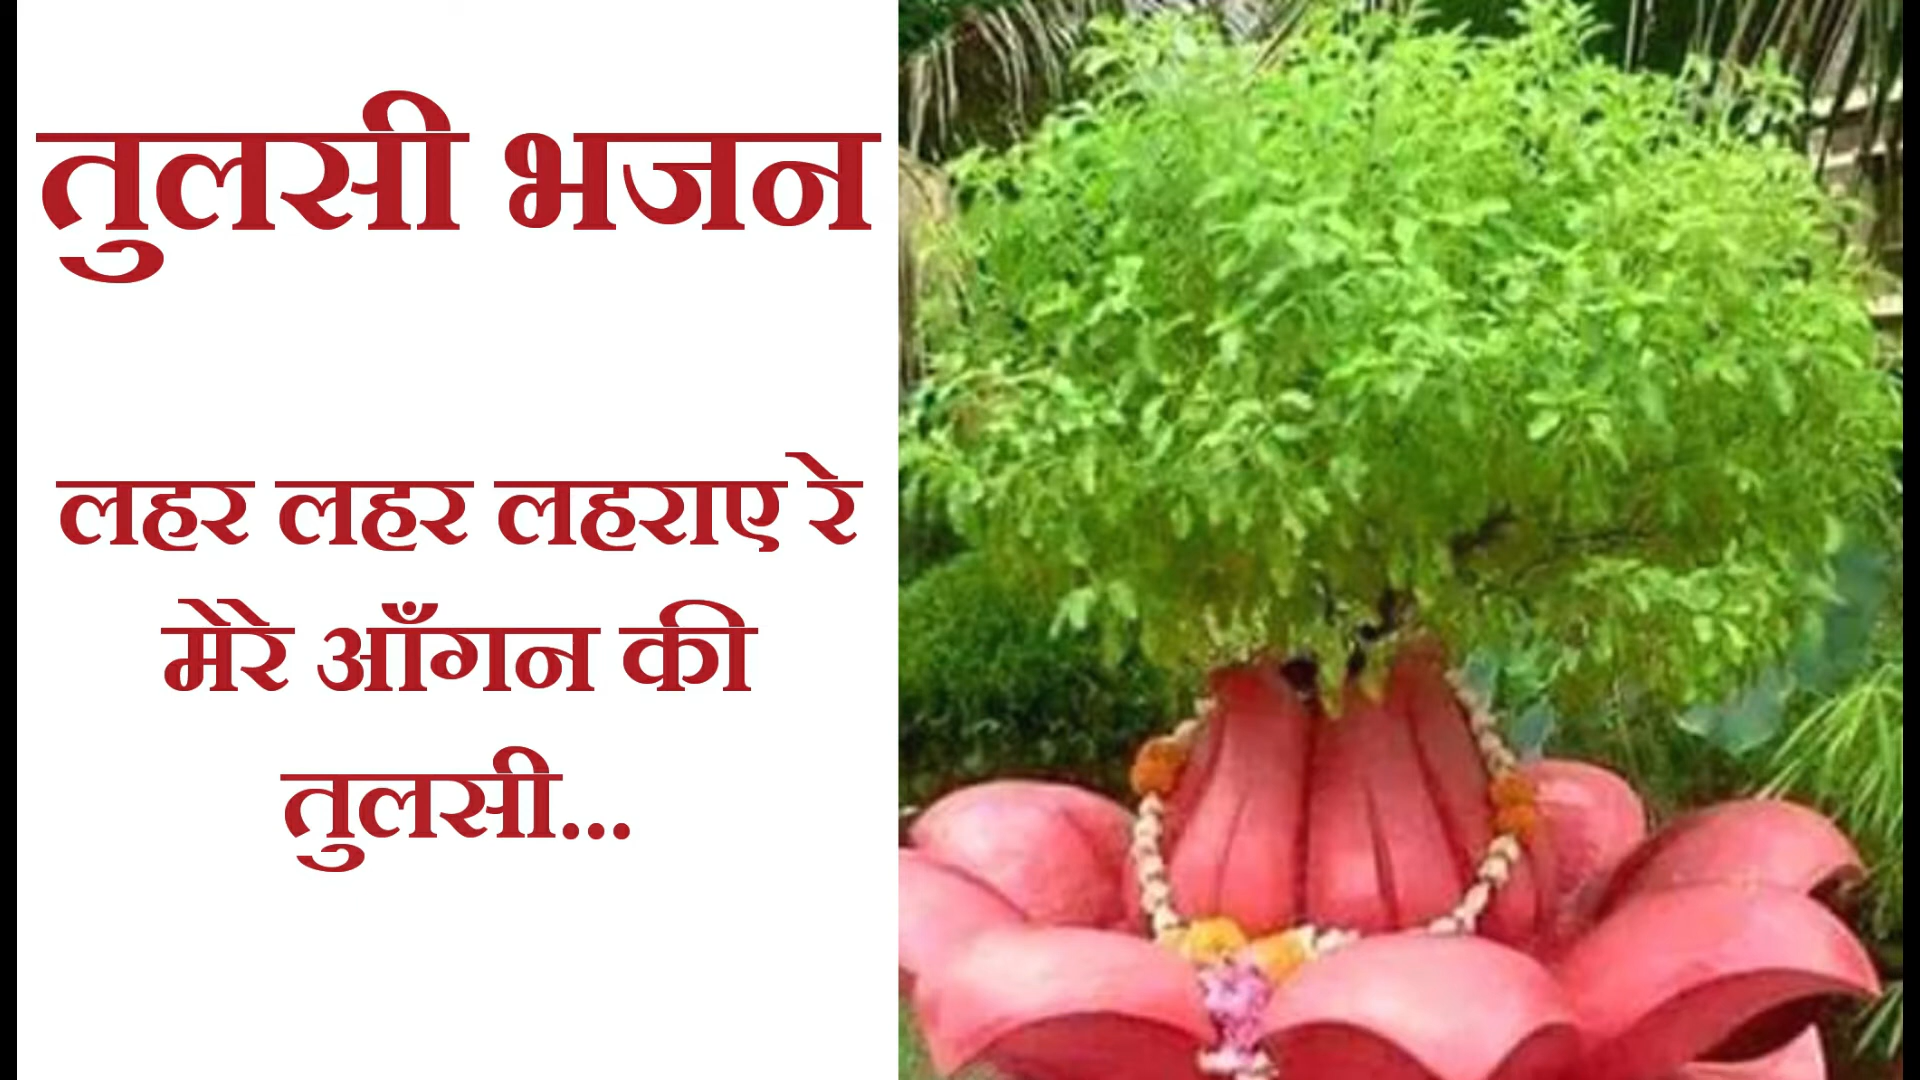 तुलसी भजन
लहर लहर लहराए रे
मेरे आँगन की
तुलसी...